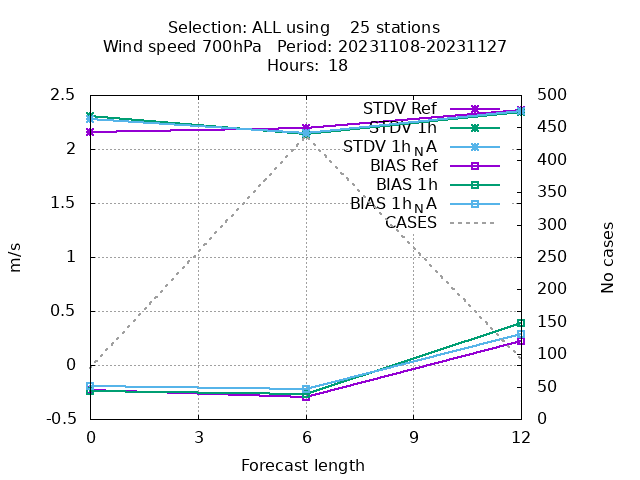 Selection: ALL using 25 stations
Wind speed 700hPa Period: 20231108-20231127
Hours: 18
2.5
2
1.5
1
0.5
0
-0.5
500
450
400
350
300
250
200
150
100
50
0
STDV Ref
STDV 1h
STDV 1h_NA
BIAS Ref
BIAS 1h
BIAS 1h_NA
CASES
m/s
No cases
0 3 6 9 12
Forecast length